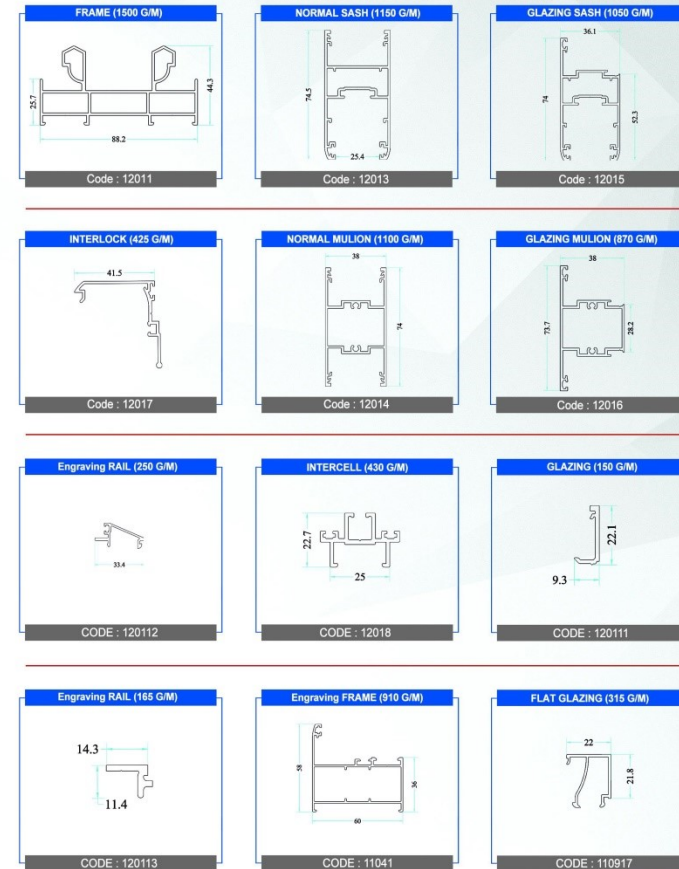 FRAME (1500 G/M)
25.7
44.3
88.2
Code : 12011
NORMAL SASH (1150 G/M)
74.5
25.4
Code : 12013
GLAZING SASH (1050 G/M)
36.1
74
52.3
Code : 12015
INTERLOCK (425 G/M)
41.5
Code : 12017
NORMAL MULION (1100 G/M)
38
74
Code : 12014
GLAZING MULION (870 G/M)
38
73.7
28.2
Code : 12016
Engraving RAIL (250 G/M)
33.4
CODE : 120112
INTERCELL (430 G/M)
22.7
25
CODE : 12018
GLAZING (150 G/M)
22.1
9.3
CODE : 120111
Engraving RAIL (165 G/M)
14.3
11.4
CODE : 120113
Engraving FRAME (910 G/M)
58
36
60
CODE : 11041
FLAT GLAZING (315 G/M)
22
21.8
CODE : 110917